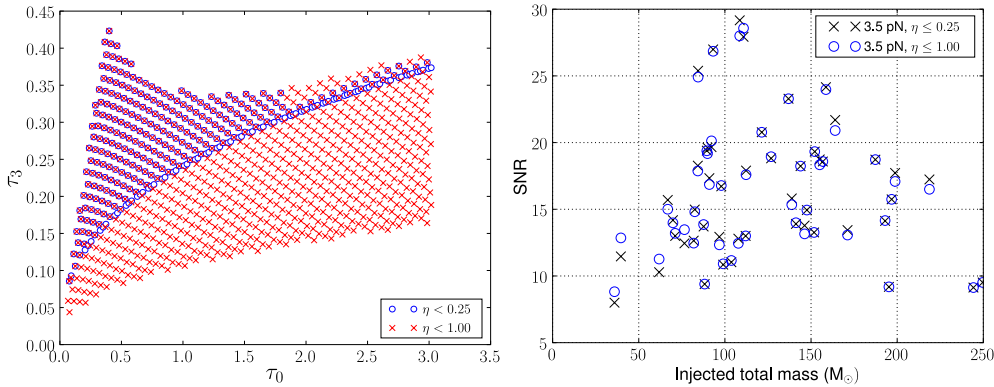 0.45
0.40
0.35
0.30
0.25
0.20
0.15
0.10
0.05
0.00
τ₃
0.0 0.5 1.0 1.5 2.0 2.5 3.0 3.5
τ₀
η < 0.25
η < 1.00
30
25
20
15
10
5
SNR
0 50 100 150 200 250
Injected total mass (M⊙)
3.5 pN, η ≤ 0.25
3.5 pN, η ≤ 1.00